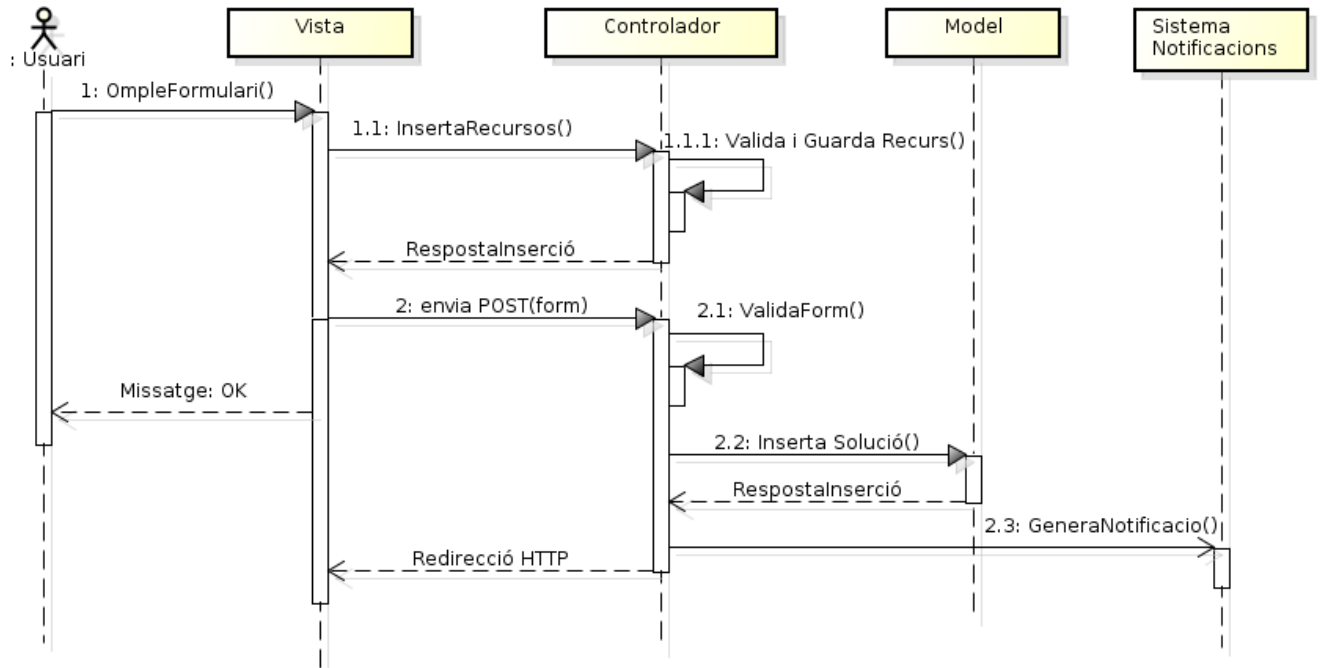 : Usuari
Vista
Controlador
Model
Sistema
Notificacions
1: OmpleFormulari()
1.1: InsertaRecursos()
1.1.1: Valida i Guarda Recurs()
RespostaInserció
2: envia POST(form)
2.1: ValidaForm()
Missatge: OK
2.2: Inserta Solució()
RespostaInserció
2.3: GeneraNotificacio()
Redirecció HTTP